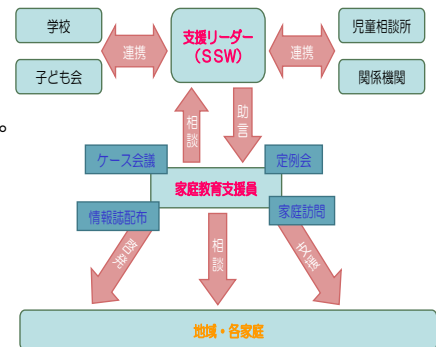 学校
支援リーダー
（ＳＳＷ）
児童相談所
連携
連携
子ども会
関係機関
。
相談
助言
ケース会議
定例会
家庭教育支援員
情報誌配布
家庭訪問
啓発
相談
支援
地域・各家庭